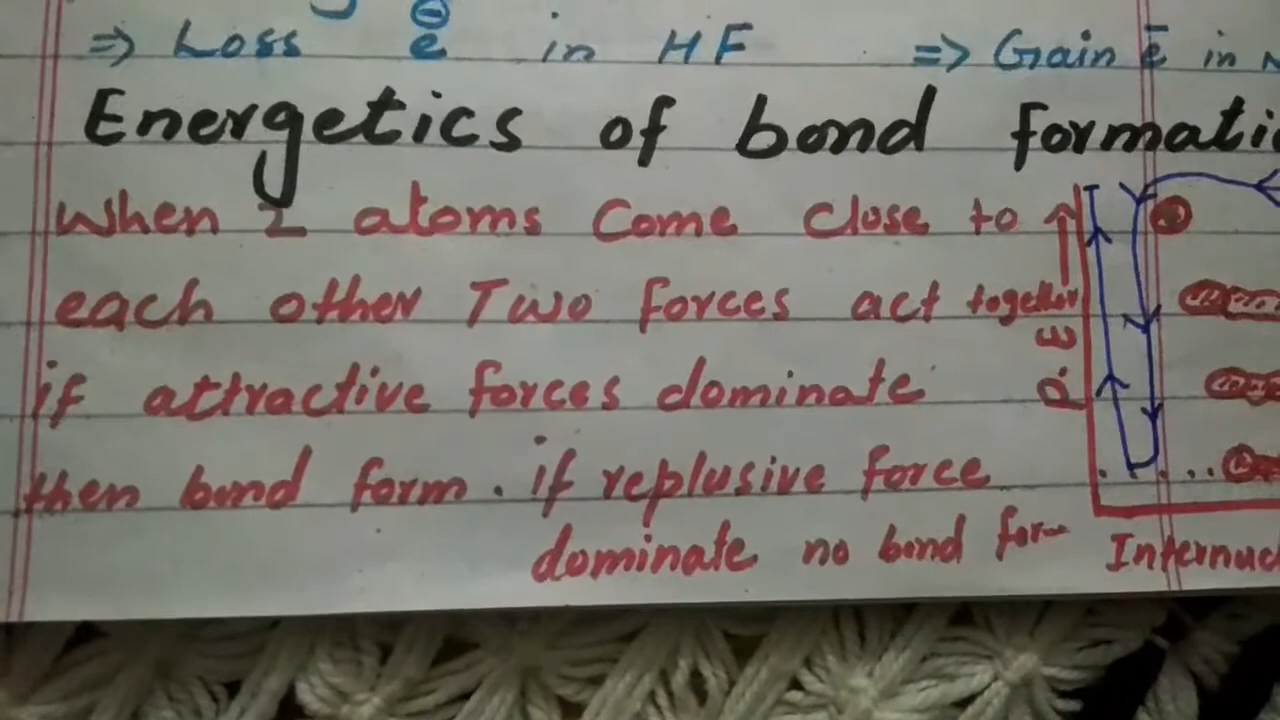 ⇒ Loss e⊖ in HF ⇒ Gain e̅ in
Energetics of bond formati
When 2 atoms Come Close to
each other Two forces act together
if attractive forces dominate
then bond form. if replusive force
dominate no bond for
P.E →
Internuc